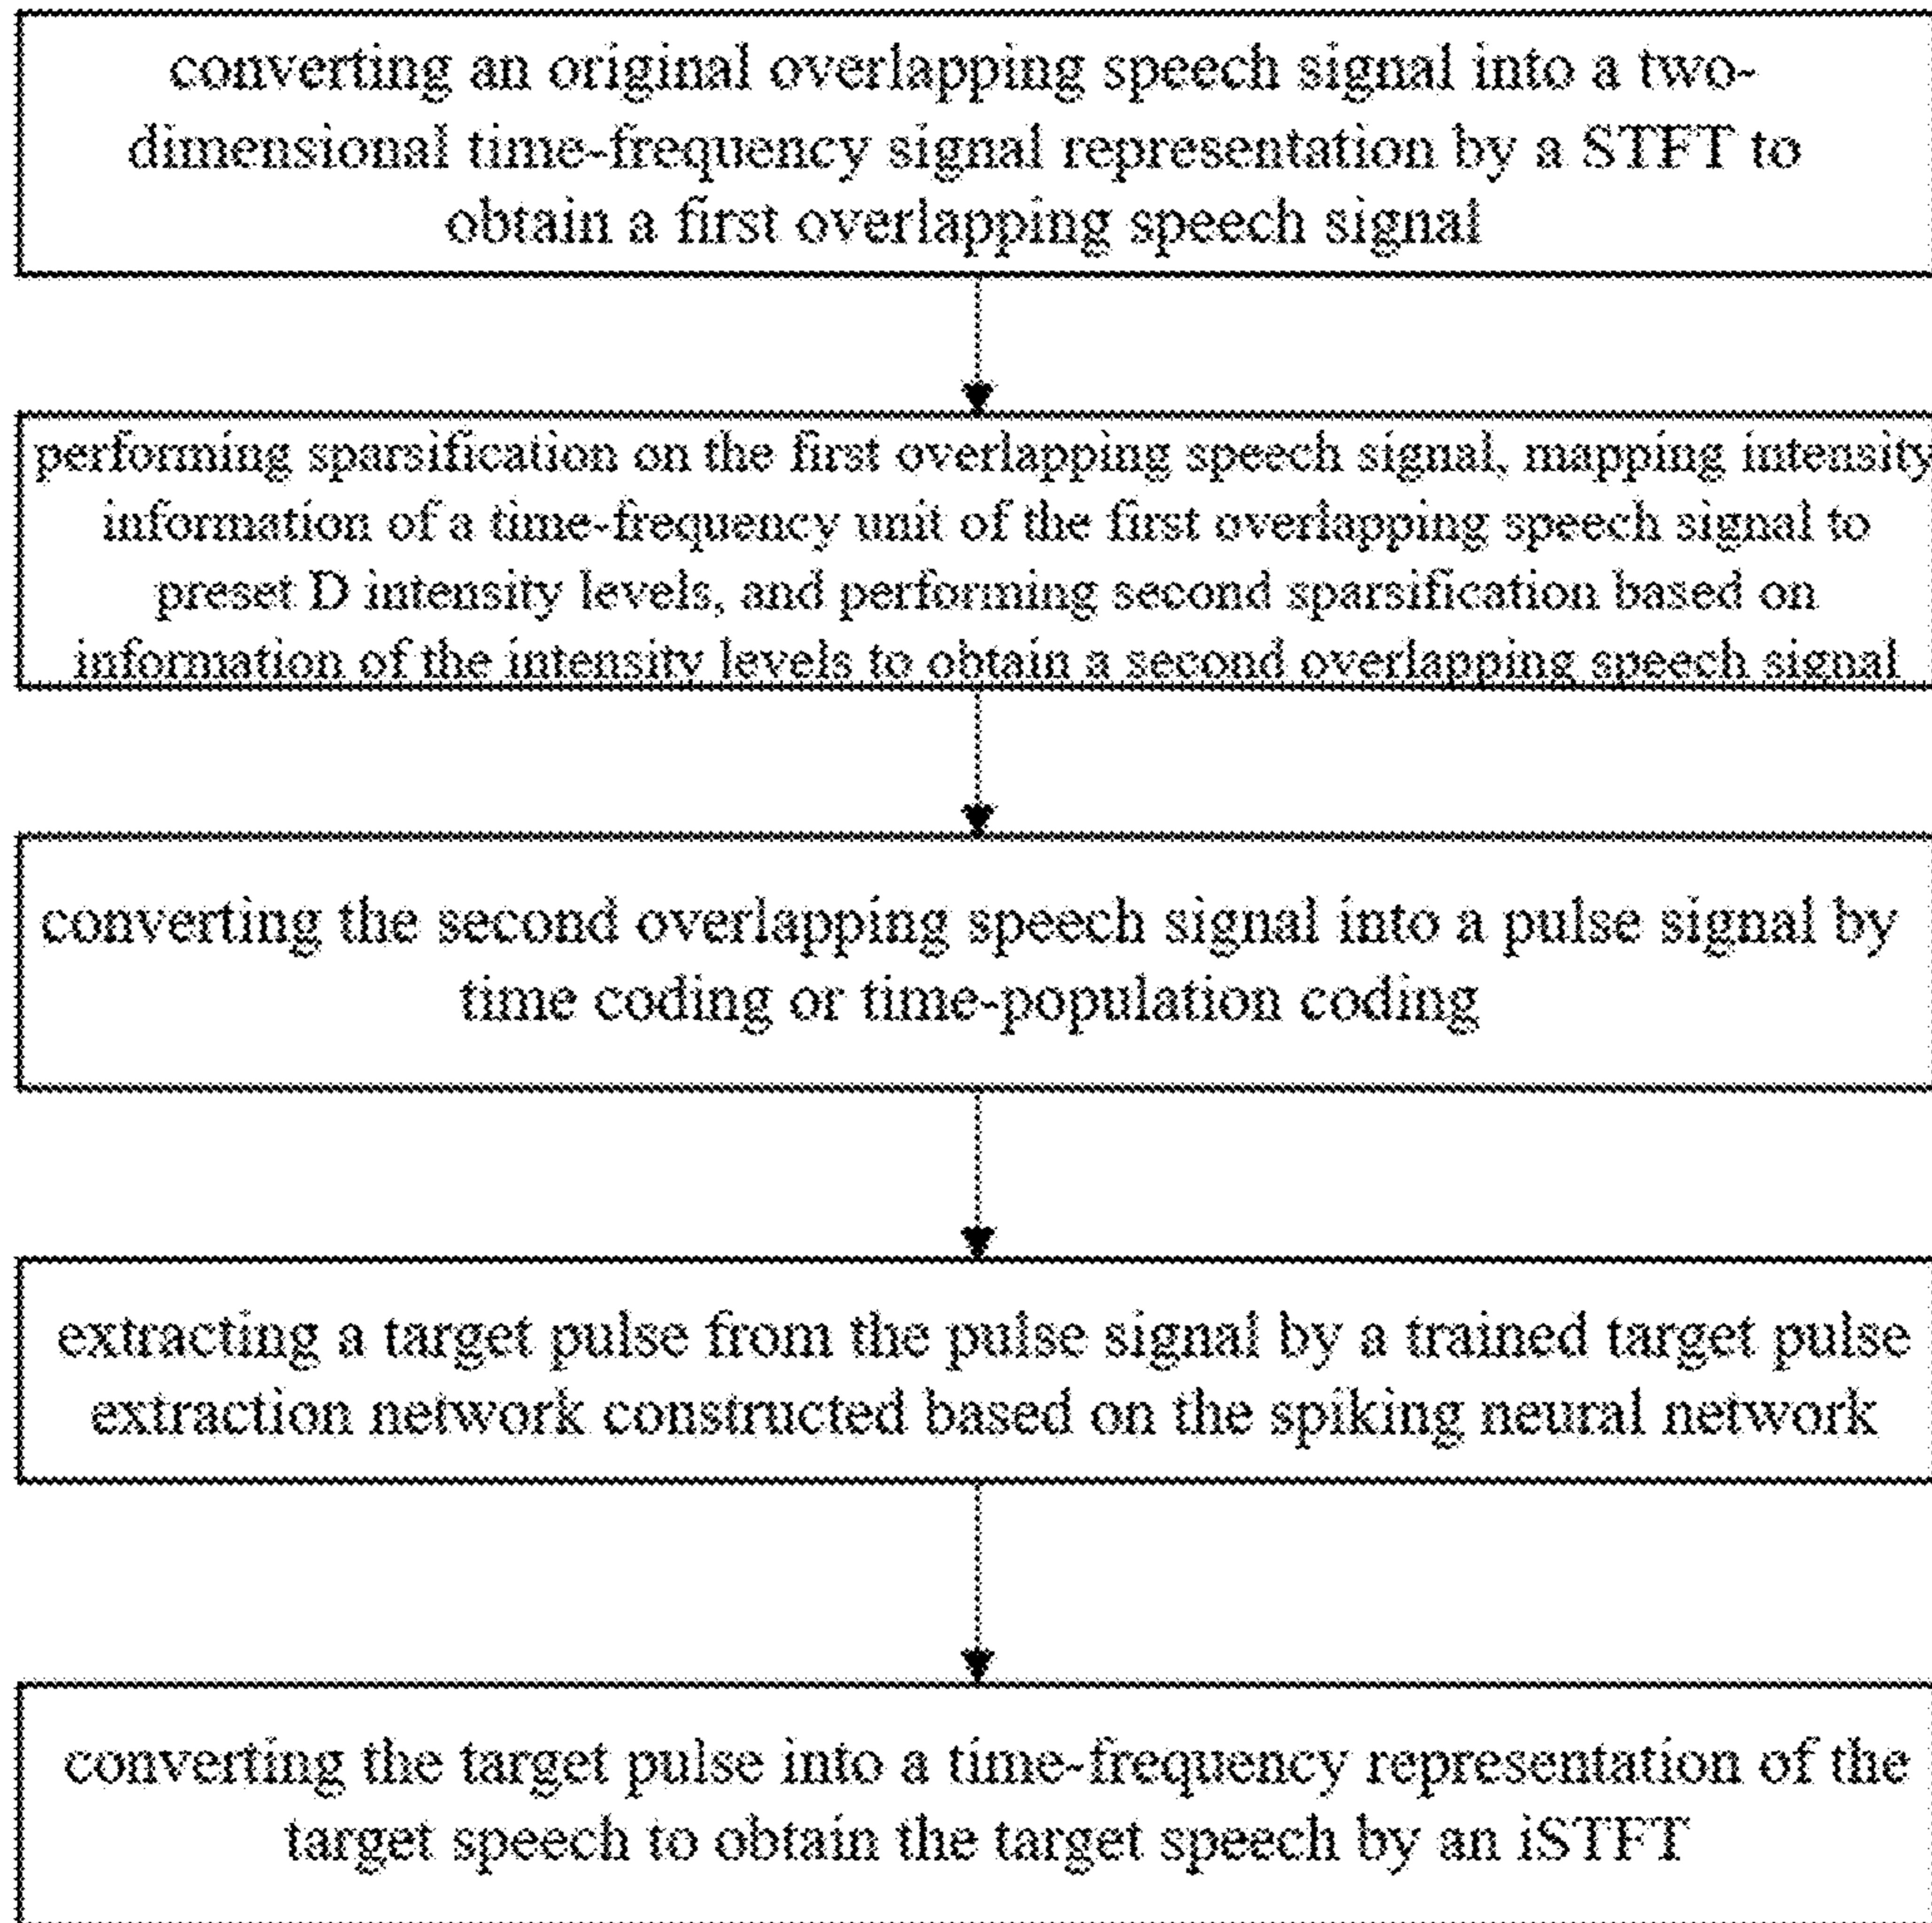 converting an original overlapping speech signal into a two-
dimensional time-frequency signal representation by a STFT to
obtain a first overlapping speech signal
performing sparsification on the first overlapping speech signal, mapping intensity
information of a time-frequency unit of the first overlapping speech signal to
preset D intensity levels, and performing second sparsification based on
information of the intensity levels to obtain a second overlapping speech signal
converting the second overlapping speech signal into a pulse signal by
time coding or time-population coding
extracting a target pulse from the pulse signal by a trained target pulse
extraction network constructed based on the spiking neural network
converting the target pulse into a time-frequency representation of the
target speech to obtain the target speech by an iSTFT